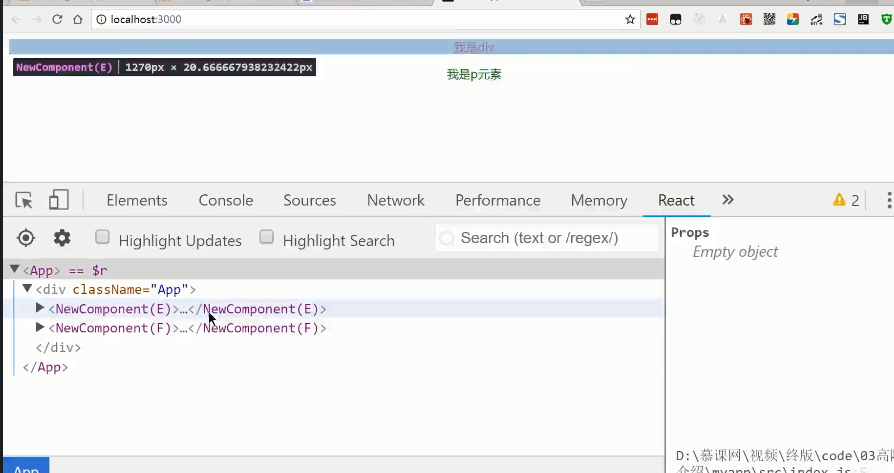 localhost:3000
JB
我是div
NewComponent(E) | 1270px × 20.666667938232422px
我是p元素
Elements Console Sources Network Performance Memory React » 2
Highlight Updates Highlight Search Search (text or /regex/)
Props
Empty object
<App> == $r
<div className="App">
<NewComponent(E)>…</NewComponent(E)>
<NewComponent(F)>…</NewComponent(F)>
</div>
</App>
D:\慕课网\视频\终版\code\03高
介绍\myapp\src\index.js:5
App